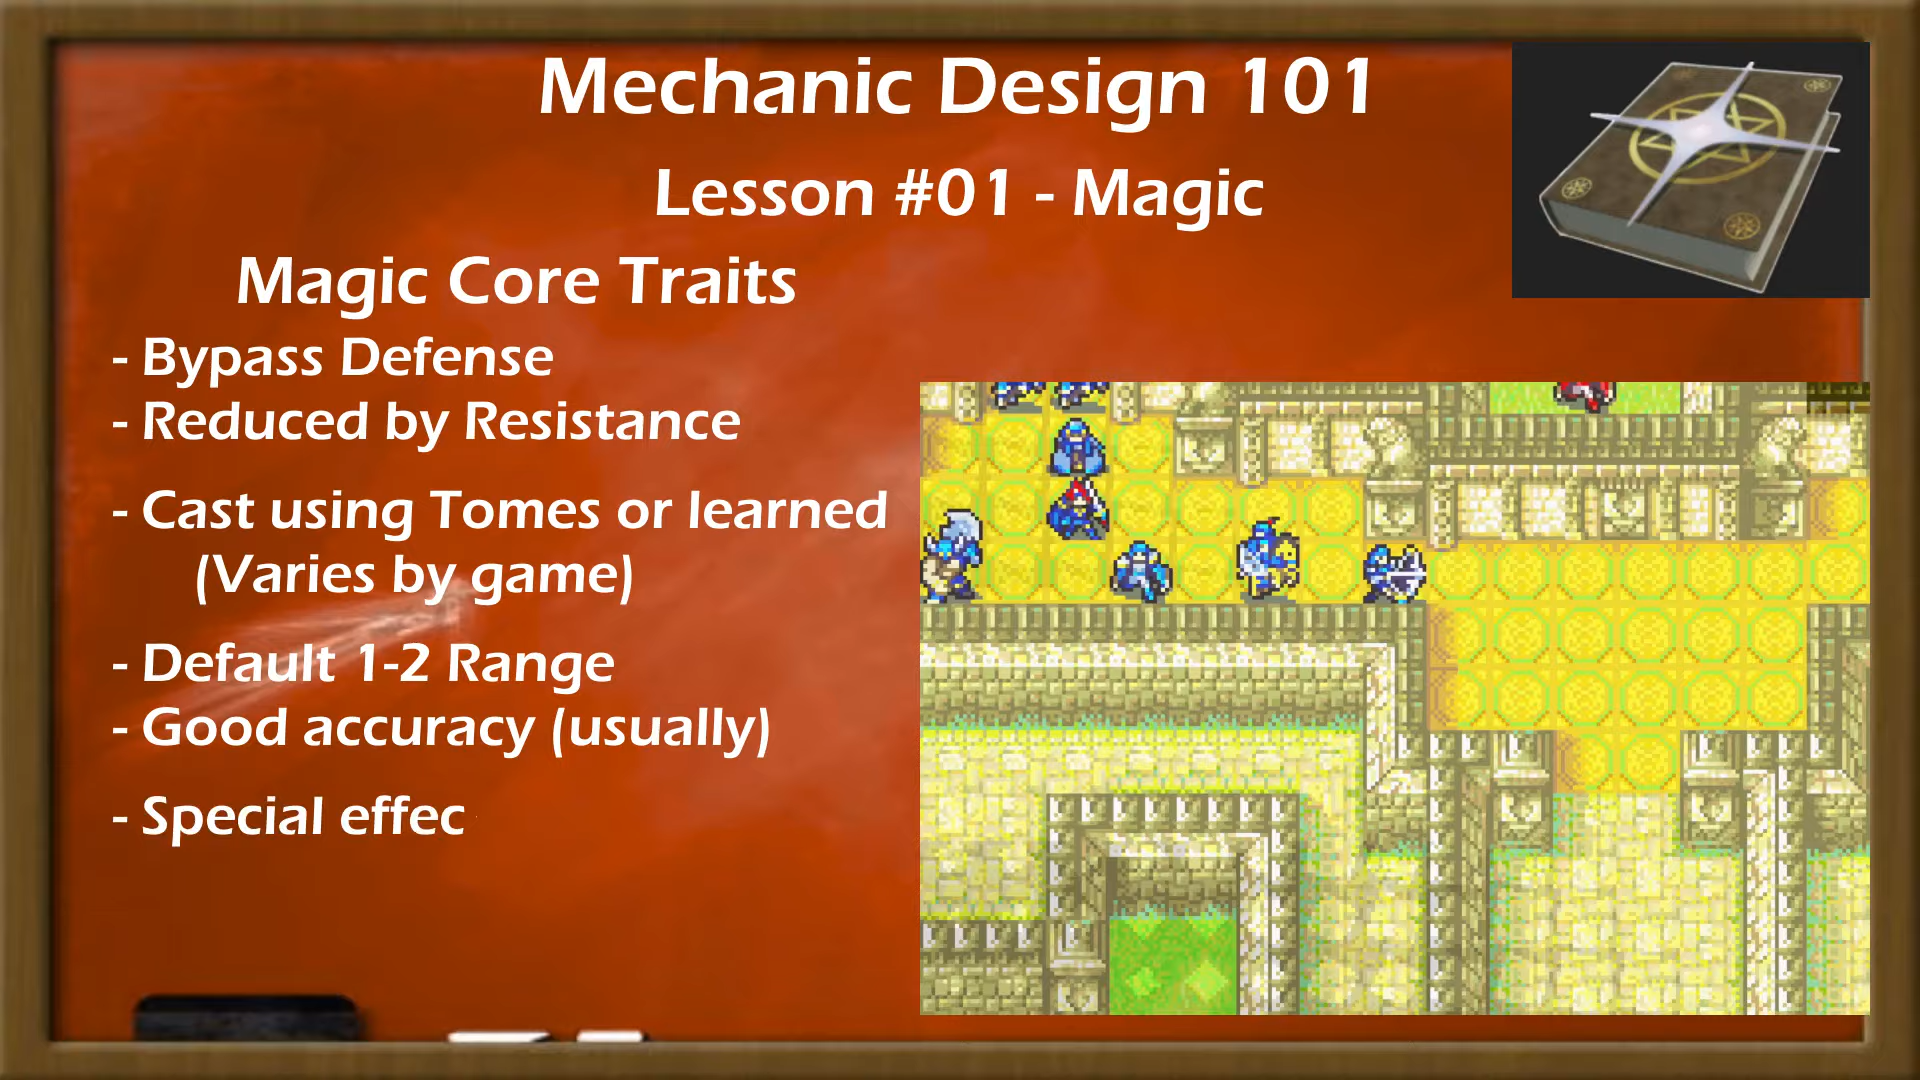 Mechanic Design 101
Lesson #01 - Magic
Magic Core Traits
- Bypass Defense
- Reduced by Resistance
- Cast using Tomes or learned
(Varies by game)
- Default 1-2 Range
- Good accuracy (usually)
- Special effec